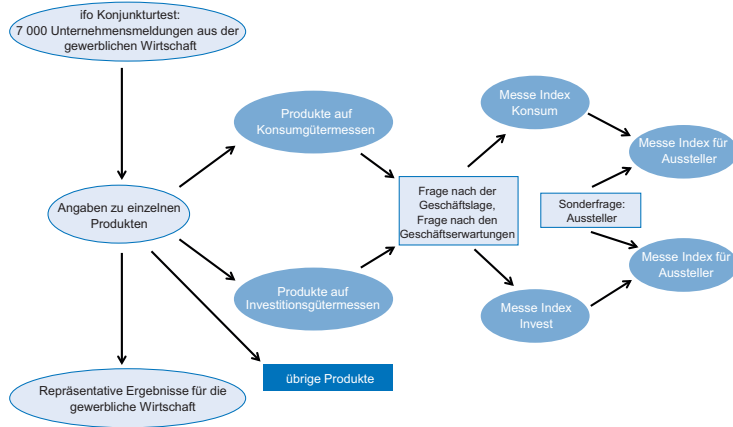 ifo Konjunkturtest:
7 000 Unternehmensmeldungen aus der
gewerblichen Wirtschaft
Produkte auf
Konsumgütermessen
Messe Index
Konsum
Messe Index für
Aussteller
Angaben zu einzelnen
Produkten
Frage nach der
Geschäftslage,
Frage nach den
Geschäftserwartungen
Sonderfrage:
Aussteller
Messe Index für
Aussteller
Produkte auf
Investitionsgütermessen
Messe Index
Invest
übrige Produkte
Repräsentative Ergebnisse für die
gewerbliche Wirtschaft